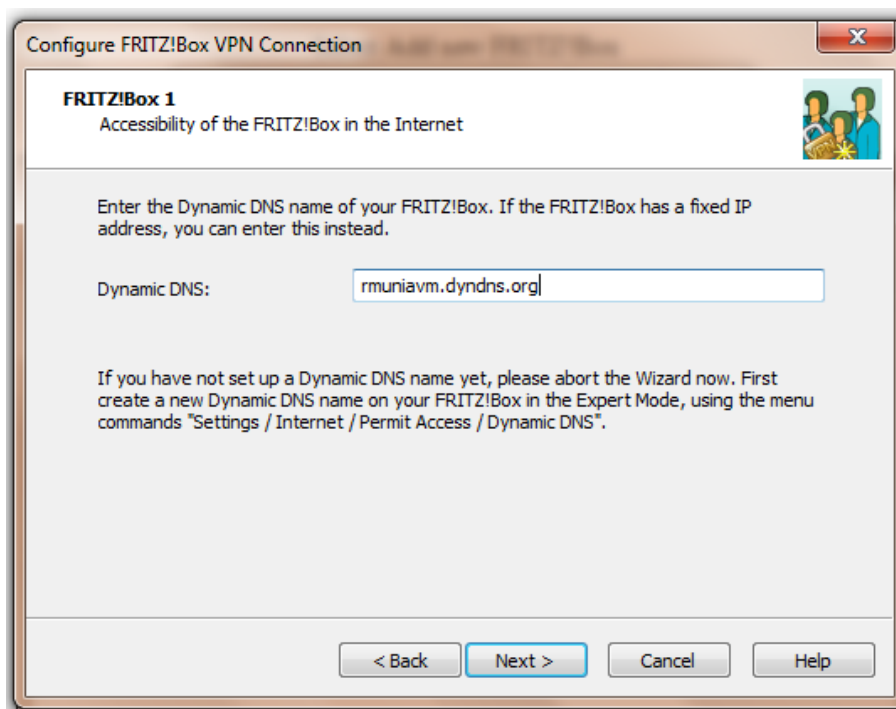 Configure FRITZ!Box VPN Connection
FRITZ!Box 1
Accessibility of the FRITZ!Box in the Internet
Enter the Dynamic DNS name of your FRITZ!Box. If the FRITZ!Box has a fixed IP
address, you can enter this instead.
Dynamic DNS: rmuniavm.dyndns.org
If you have not set up a Dynamic DNS name yet, please abort the Wizard now. First
create a new Dynamic DNS name on your FRITZ!Box in the Expert Mode, using the menu
commands "Settings / Internet / Permit Access / Dynamic DNS".
< Back Next > Cancel Help